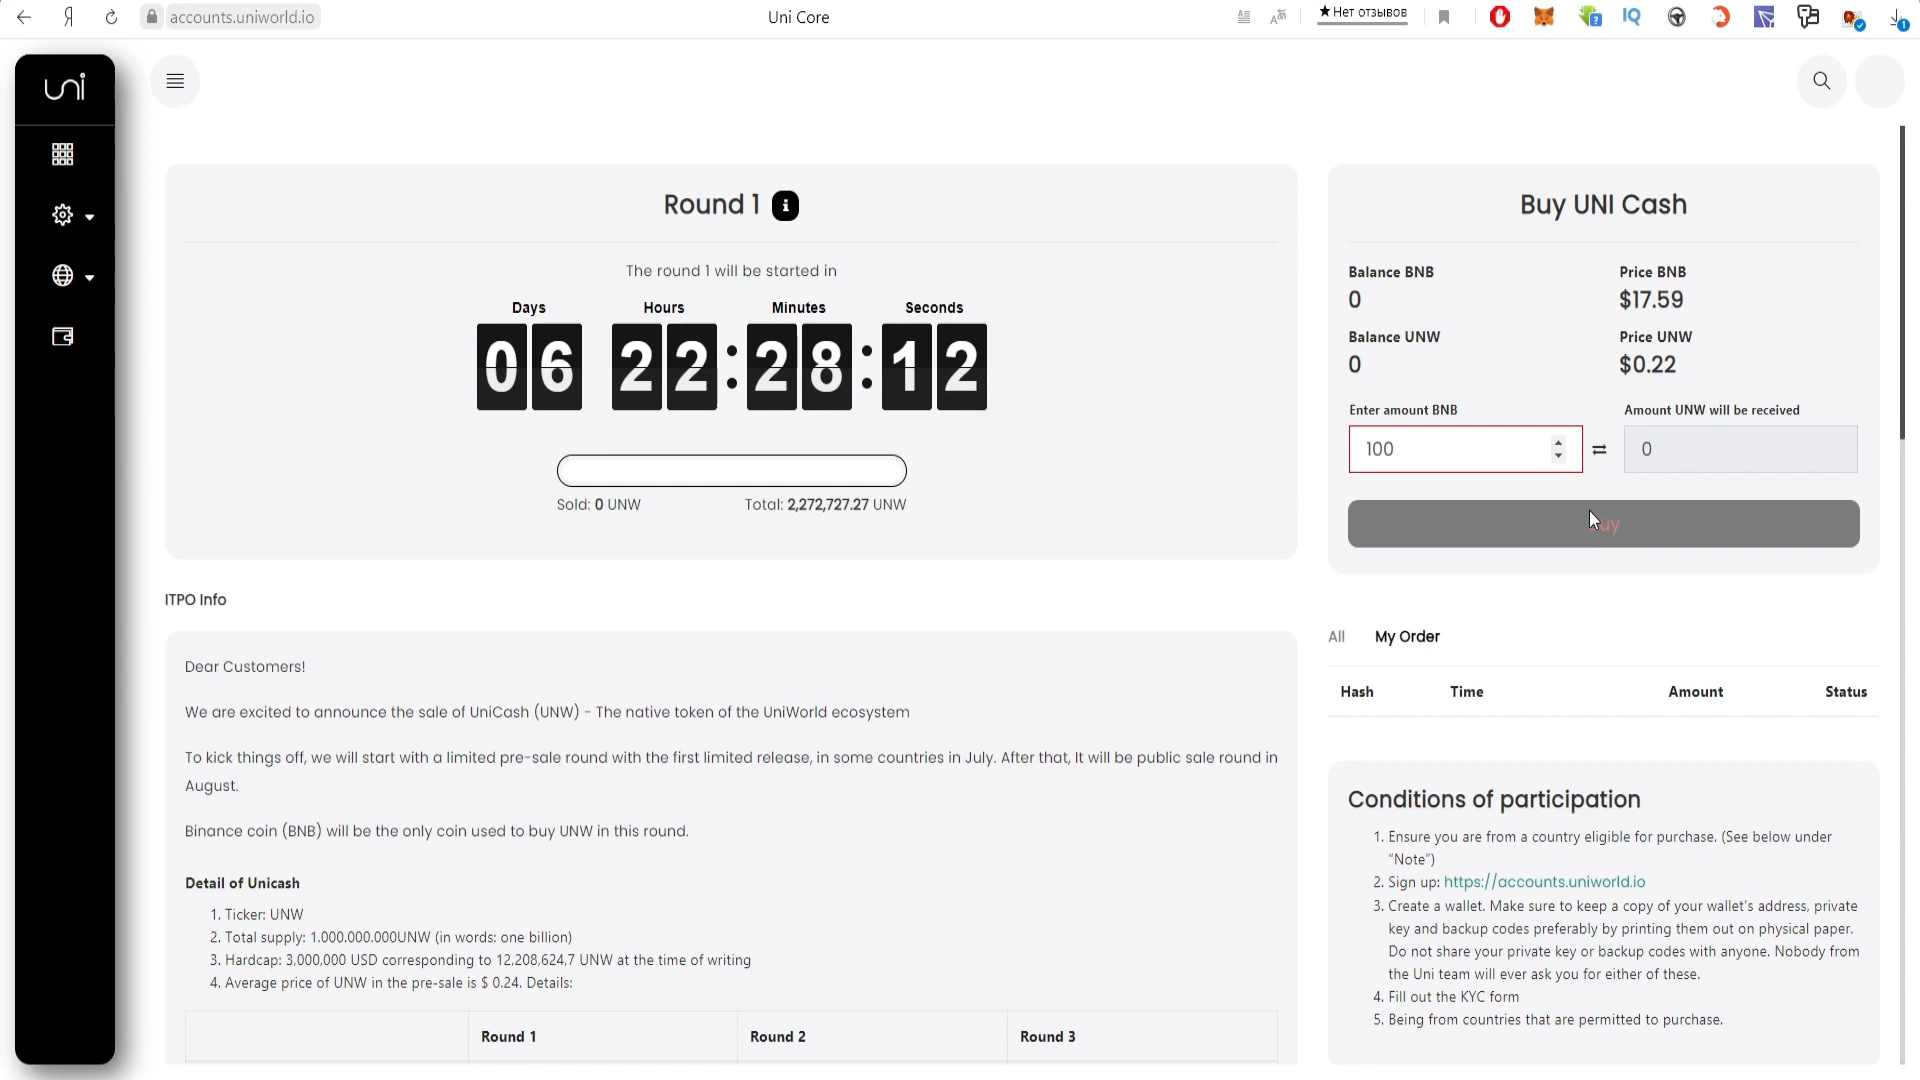 accounts.uniworld.io
Uni Core
★ Нет отзывов
uni
Round 1
The round 1 will be started in
Days Hours Minutes Seconds
06 22:28:12
Sold: 0 UNW Total: 2,272,727.27 UNW
Buy UNI Cash
Balance BNB Price BNB
0 $17.59
Balance UNW Price UNW
0 $0.22
Enter amount BNB Amount UNW will be received
100 0
ITPO Info
Dear Customers!
We are excited to announce the sale of UniCash (UNW) - The native token of the UniWorld ecosystem
To kick things off, we will start with a limited pre-sale round with the first limited release, in some countries in July. After that, It will be public sale round in
August.
Binance coin (BNB) will be the only coin used to buy UNW in this round.
Detail of Unicash
1. Ticker: UNW
2. Total supply: 1.000.000.000UNW (in words: one billion)
3. Hardcap: 3,000,000 USD corresponding to 12,208,624,7 UNW at the time of writing
4. Average price of UNW in the pre-sale is $ 0.24. Details:
Round 1 Round 2 Round 3
All My Order
Hash Time Amount Status
Conditions of participation
1. Ensure you are from a country eligible for purchase. (See below under
"Note")
2. Sign up: https://accounts.uniworld.io
3. Create a wallet. Make sure to keep a copy of your wallet's address, private
key and backup codes preferably by printing them out on physical paper.
Do not share your private key or backup codes with anyone. Nobody from
the Uni team will ever ask you for either of these.
4. Fill out the KYC form
5. Being from countries that are permitted to purchase.